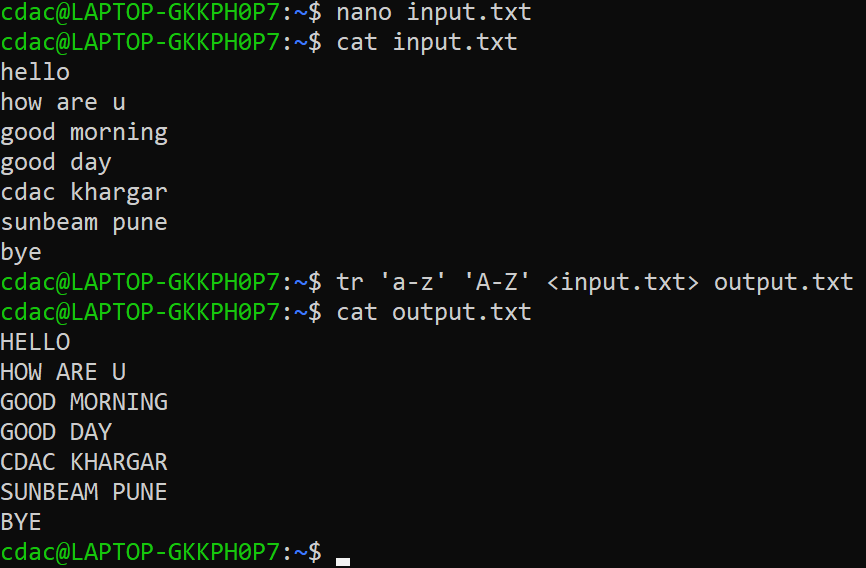 cdac@LAPTOP-GKKPH0P7:~$ nano input.txt
cdac@LAPTOP-GKKPH0P7:~$ cat input.txt
hello
how are u
good morning
good day
cdac khargar
sunbeam pune
bye
cdac@LAPTOP-GKKPH0P7:~$ tr 'a-z' 'A-Z' <input.txt> output.txt
cdac@LAPTOP-GKKPH0P7:~$ cat output.txt
HELLO
HOW ARE U
GOOD MORNING
GOOD DAY
CDAC KHARGAR
SUNBEAM PUNE
BYE
cdac@LAPTOP-GKKPH0P7:~$